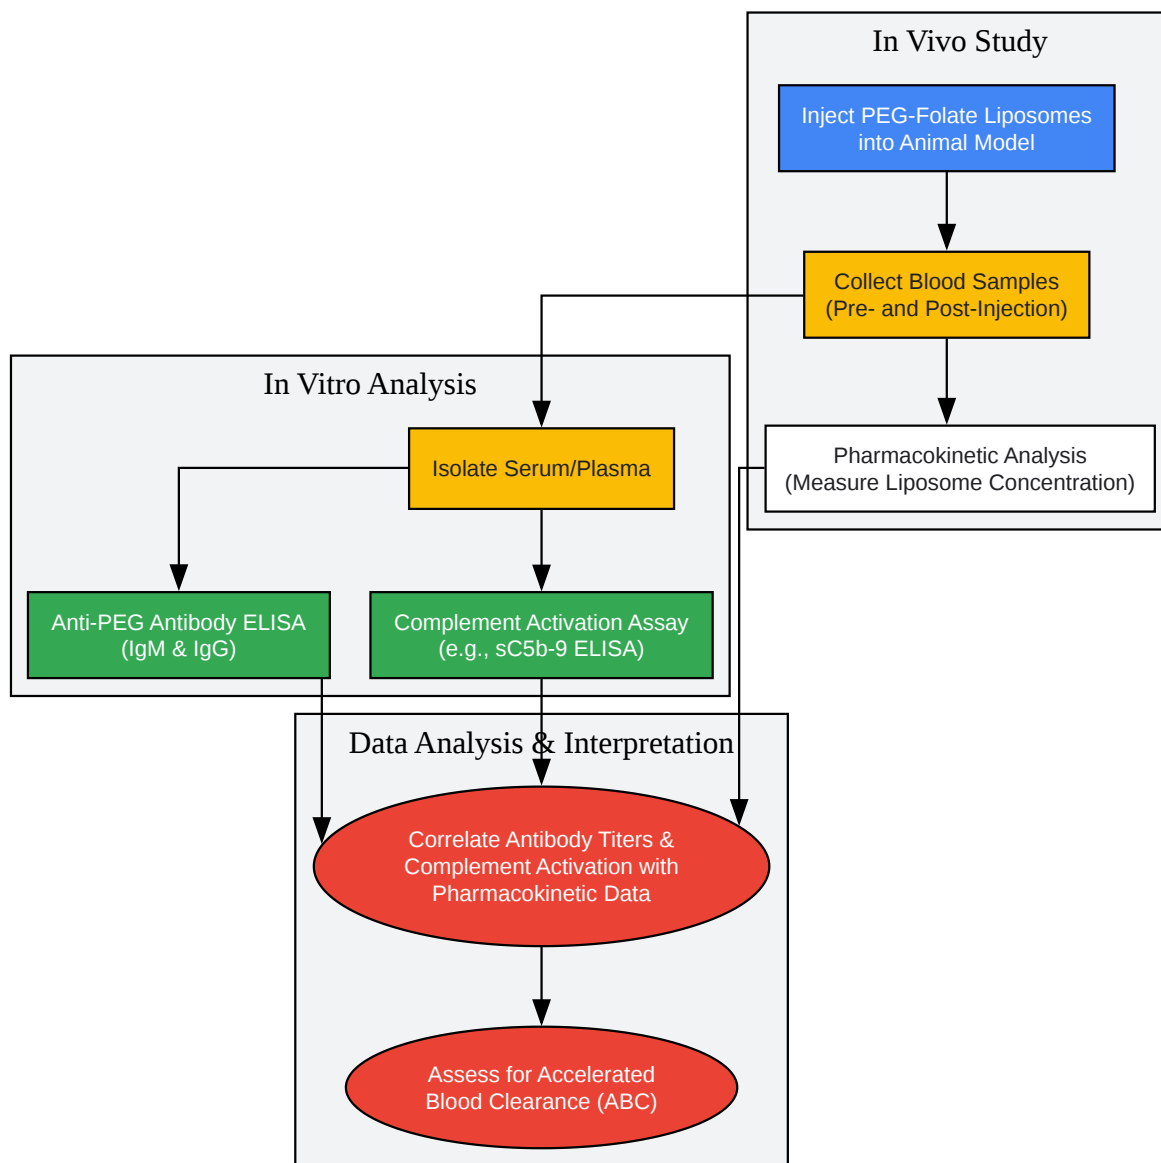 In Vivo Study
Inject PEG-Folate Liposomes
into Animal Model
Collect Blood Samples
(Pre- and Post-Injection)
Pharmacokinetic Analysis
(Measure Liposome Concentration)
In Vitro Analysis
Isolate Serum/Plasma
Anti-PEG Antibody ELISA
(IgM & IgG)
Complement Activation Assay
(e.g., sC5b-9 ELISA)
Data Analysis & Interpretation
Correlate Antibody Titers &
Complement Activation with
Pharmacokinetic Data
Assess for Accelerated
Blood Clearance (ABC)